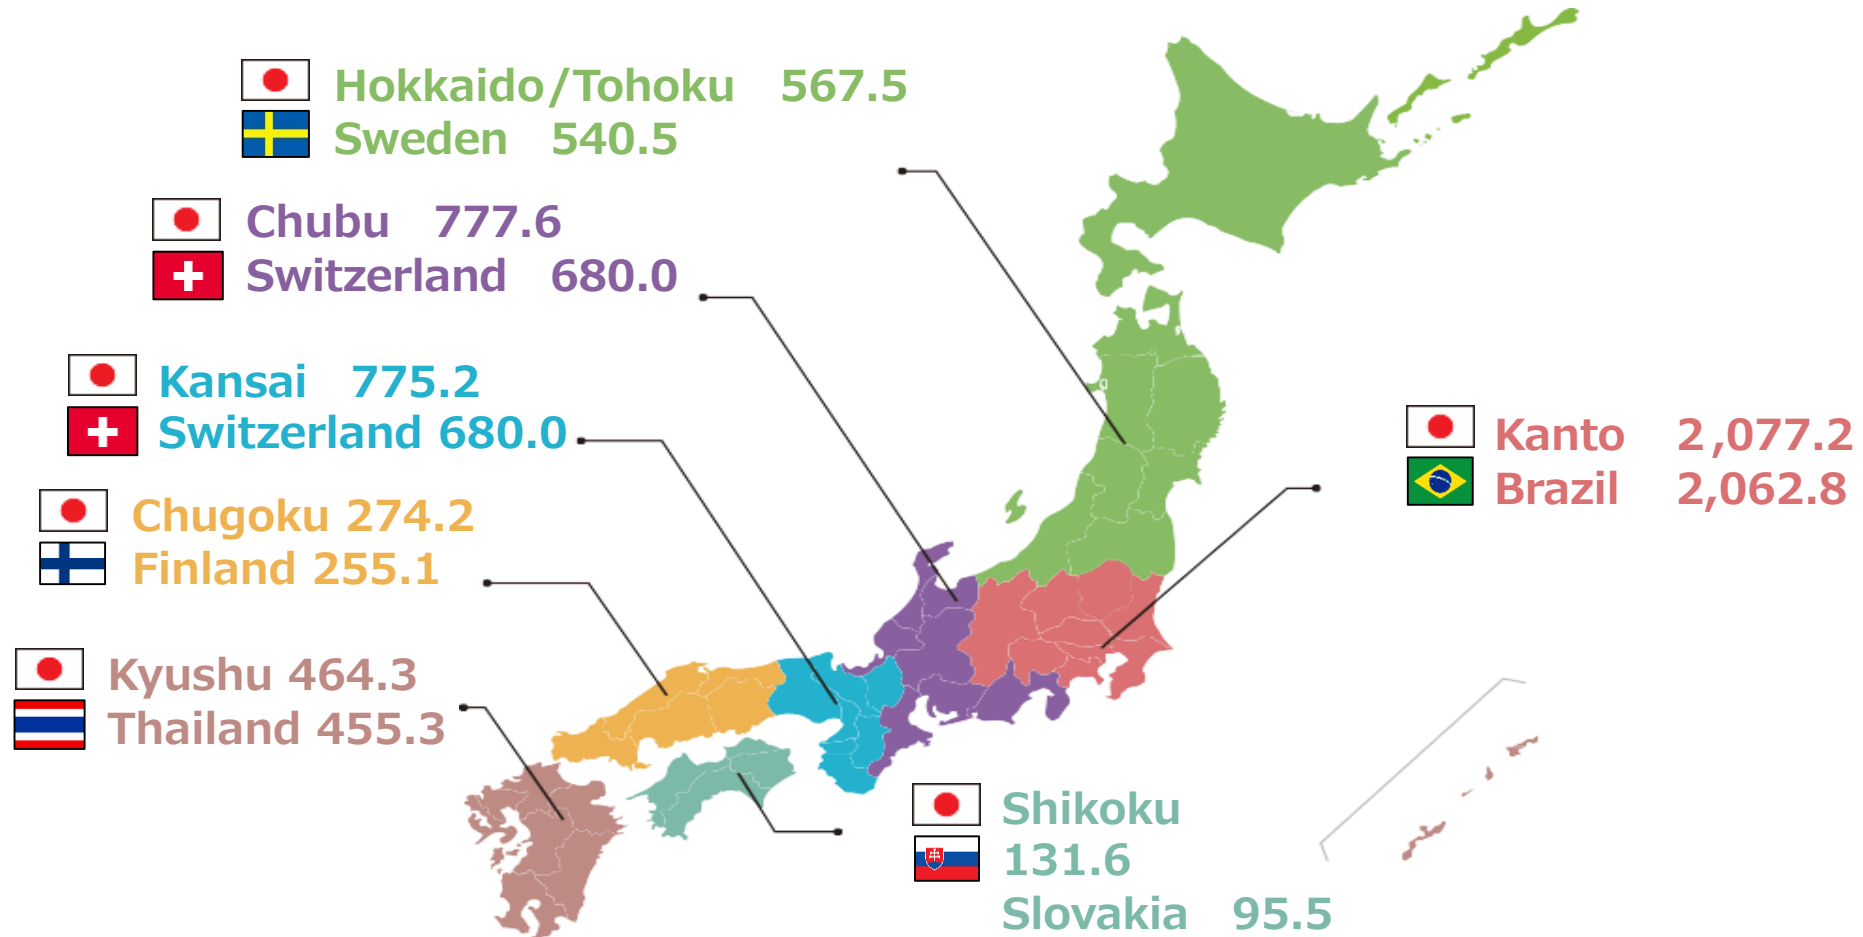 Hokkaido/Tohoku 567.5
Sweden 540.5
Chubu 777.6
Switzerland 680.0
Kansai 775.2
Switzerland 680.0
Kanto 2,077.2
Brazil 2,062.8
Chugoku 274.2
Finland 255.1
Kyushu 464.3
Thailand 455.3
Shikoku
131.6
Slovakia 95.5